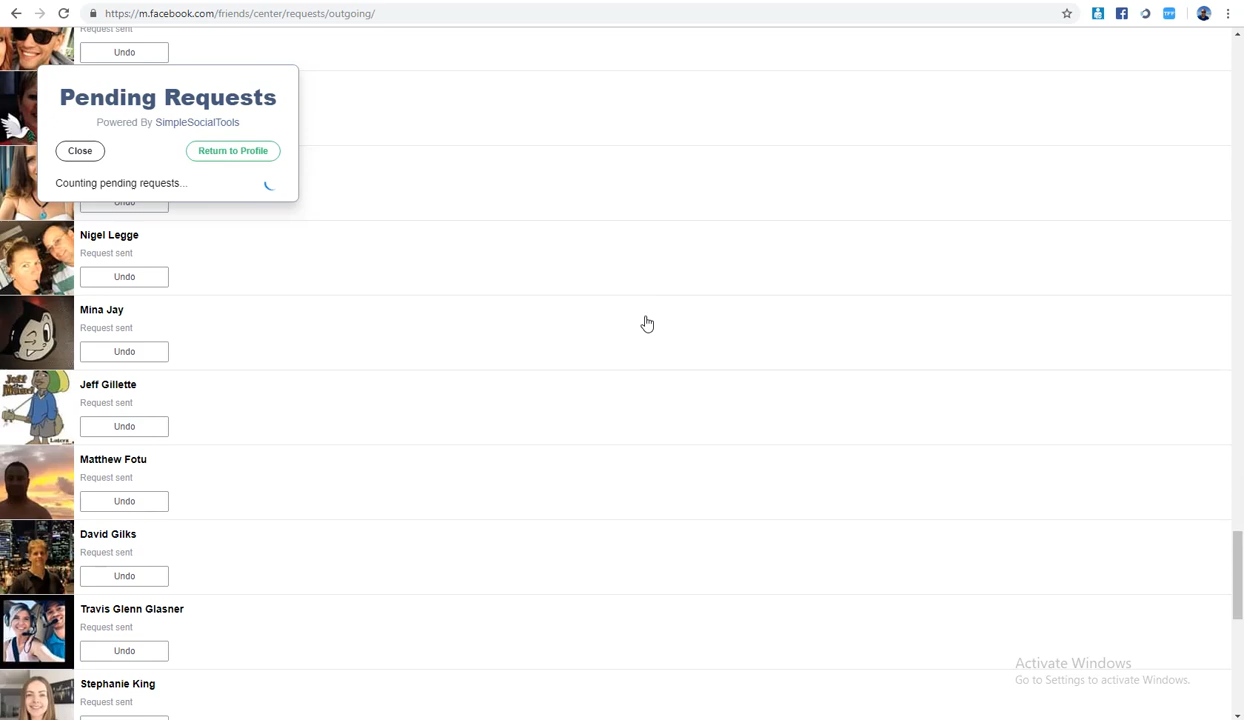 https://m.facebook.com/friends/center/requests/outgoing/
TFF
Request sent
Undo
Pending Requests
Powered By SimpleSocialTools
Close
Return to Profile
Counting pending requests...
Undo
Nigel Legge
Request sent
Undo
Mina Jay
Request sent
Undo
Jeff Gillette
Request sent
Undo
Matthew Fotu
Request sent
Undo
David Gilks
Request sent
Undo
Travis Glenn Glasner
Request sent
Undo
Stephanie King
Request sent
Activate Windows
Go to Settings to activate Windows.